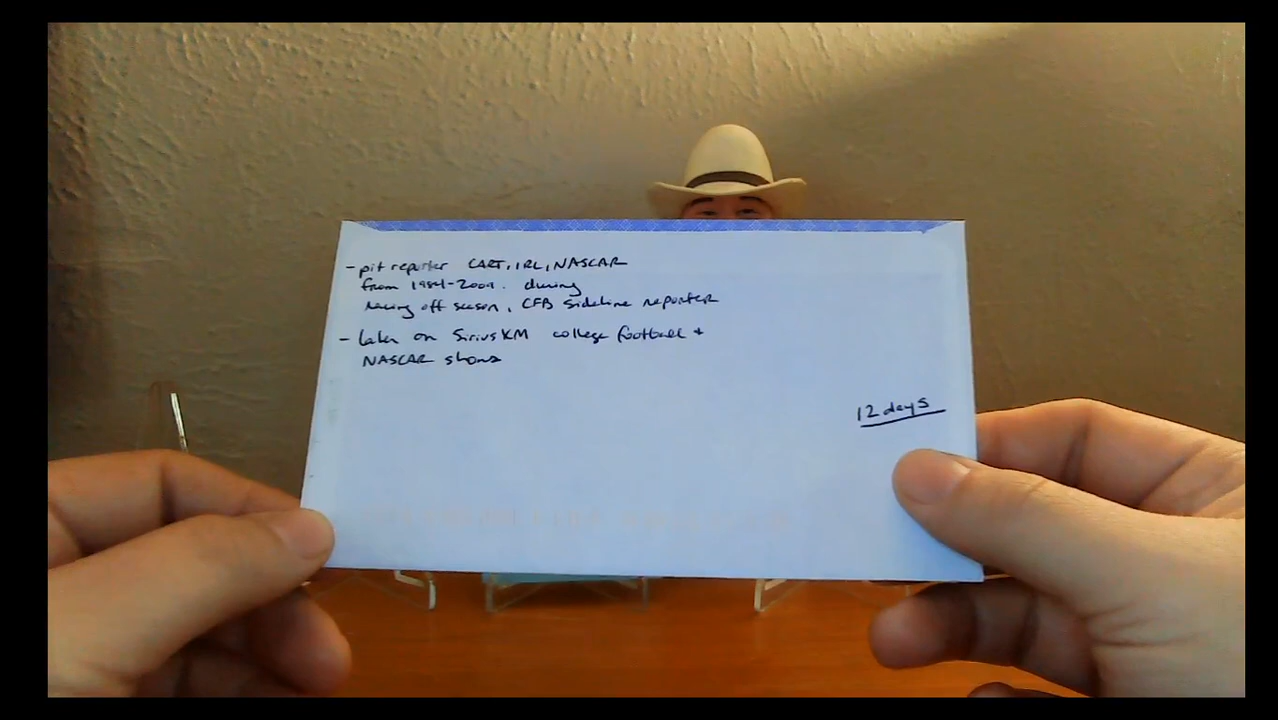 - pit reporter CART, IRL, NASCAR
from 1984-2009. during
racing off season, CFB sideline reporter
- later on SiriusXM college football +
NASCAR shows
12 days